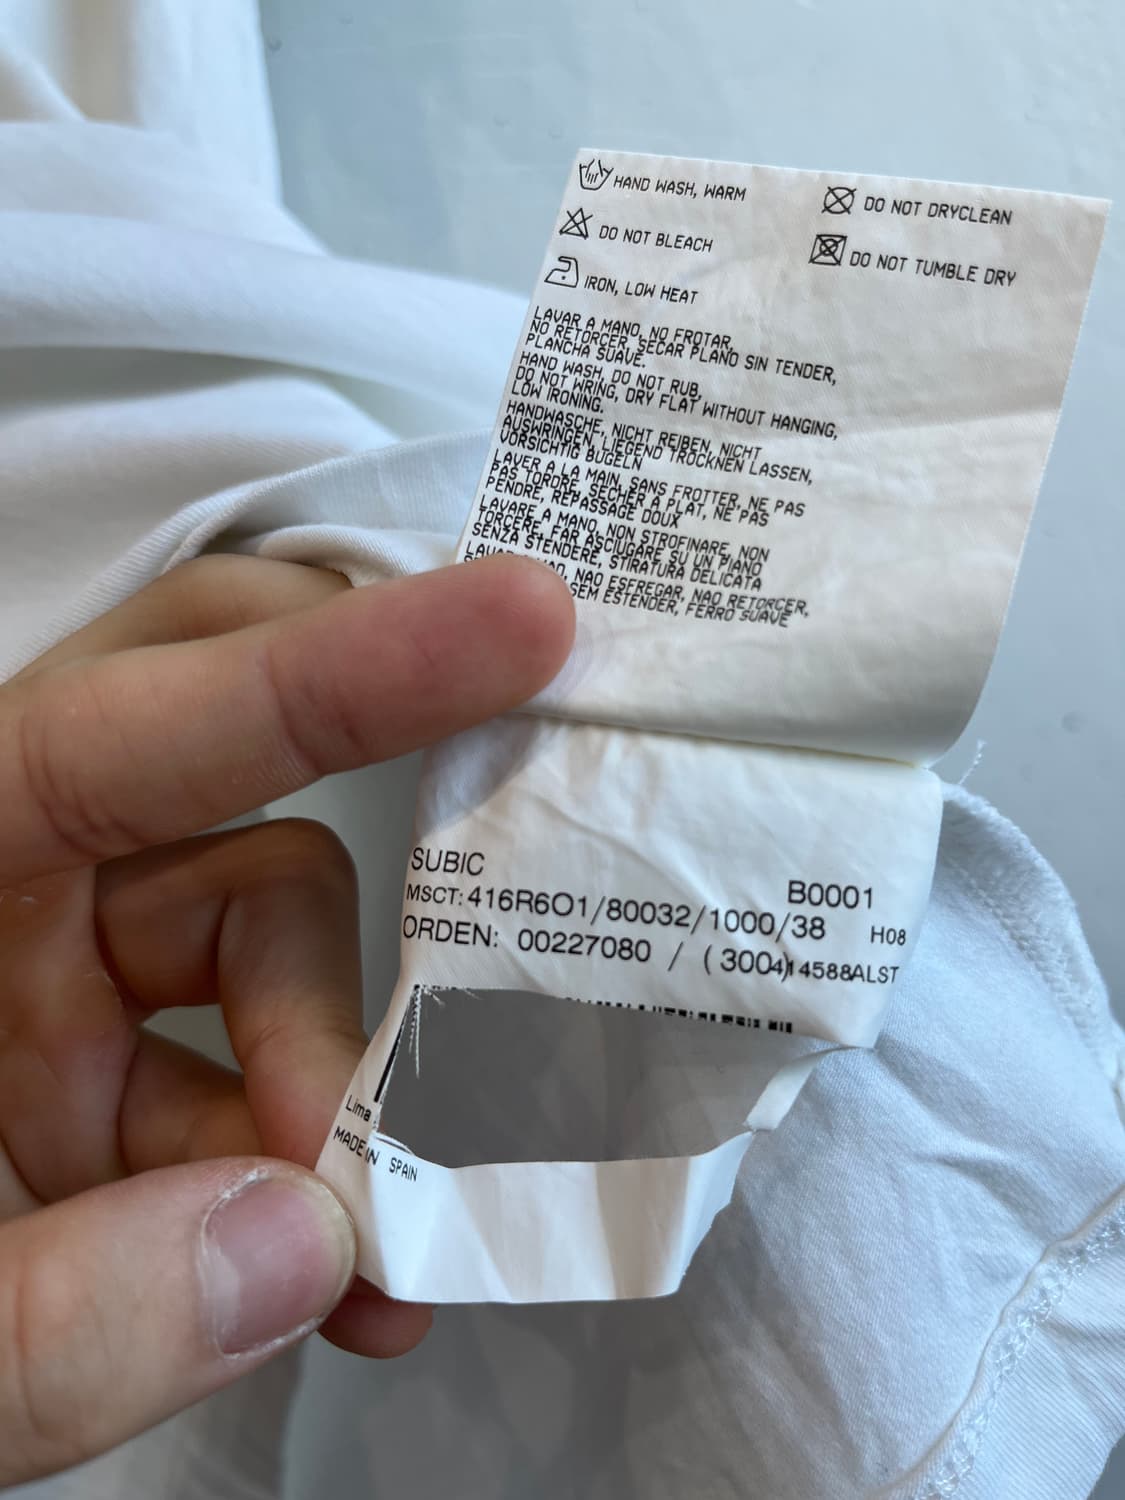 HAND WASH, WARM
DO NOT DRYCLEAN
DO NOT BLEACH
DO NOT TUMBLE DRY
IRON, LOW HEAT
LAVAR A MANO, NO FROTAR,
NO RETORCER, SECAR PLANO SIN TENDER,
PLANCHA SUAVE.
HAND WASH, DO NOT RUB,
DO NOT WRING, DRY FLAT WITHOUT HANGING,
LOW IRONING.
HANDWASCHE, NICHT REIBEN, NICHT
AUSWRINGEN, LIEGEND TROCKNEN LASSEN,
VORSICHTIG BUGELN
LAVER A LA MAIN, SANS FROTTER, NE PAS
PAS TORDRE, SECHER A PLAT, NE PAS
PENDRE, REPASSAGE DOUX
LAVARE A MANO, NON STROFINARE, NON
TORCERE, FAR ASCIUGARE SU UN PIANO
SENZA STENDERE, STIRATURA DELICATA
NAO ESFREGAR, NAO RETORCER,
SEM ESTENDER, FERRO SUAVE
SUBIC
B0001
MSCT: 416R6O1/80032/1000/38 H08
ORDEN: 00227080 / (3004) 14588ALST
Lima
MADE IN SPAIN